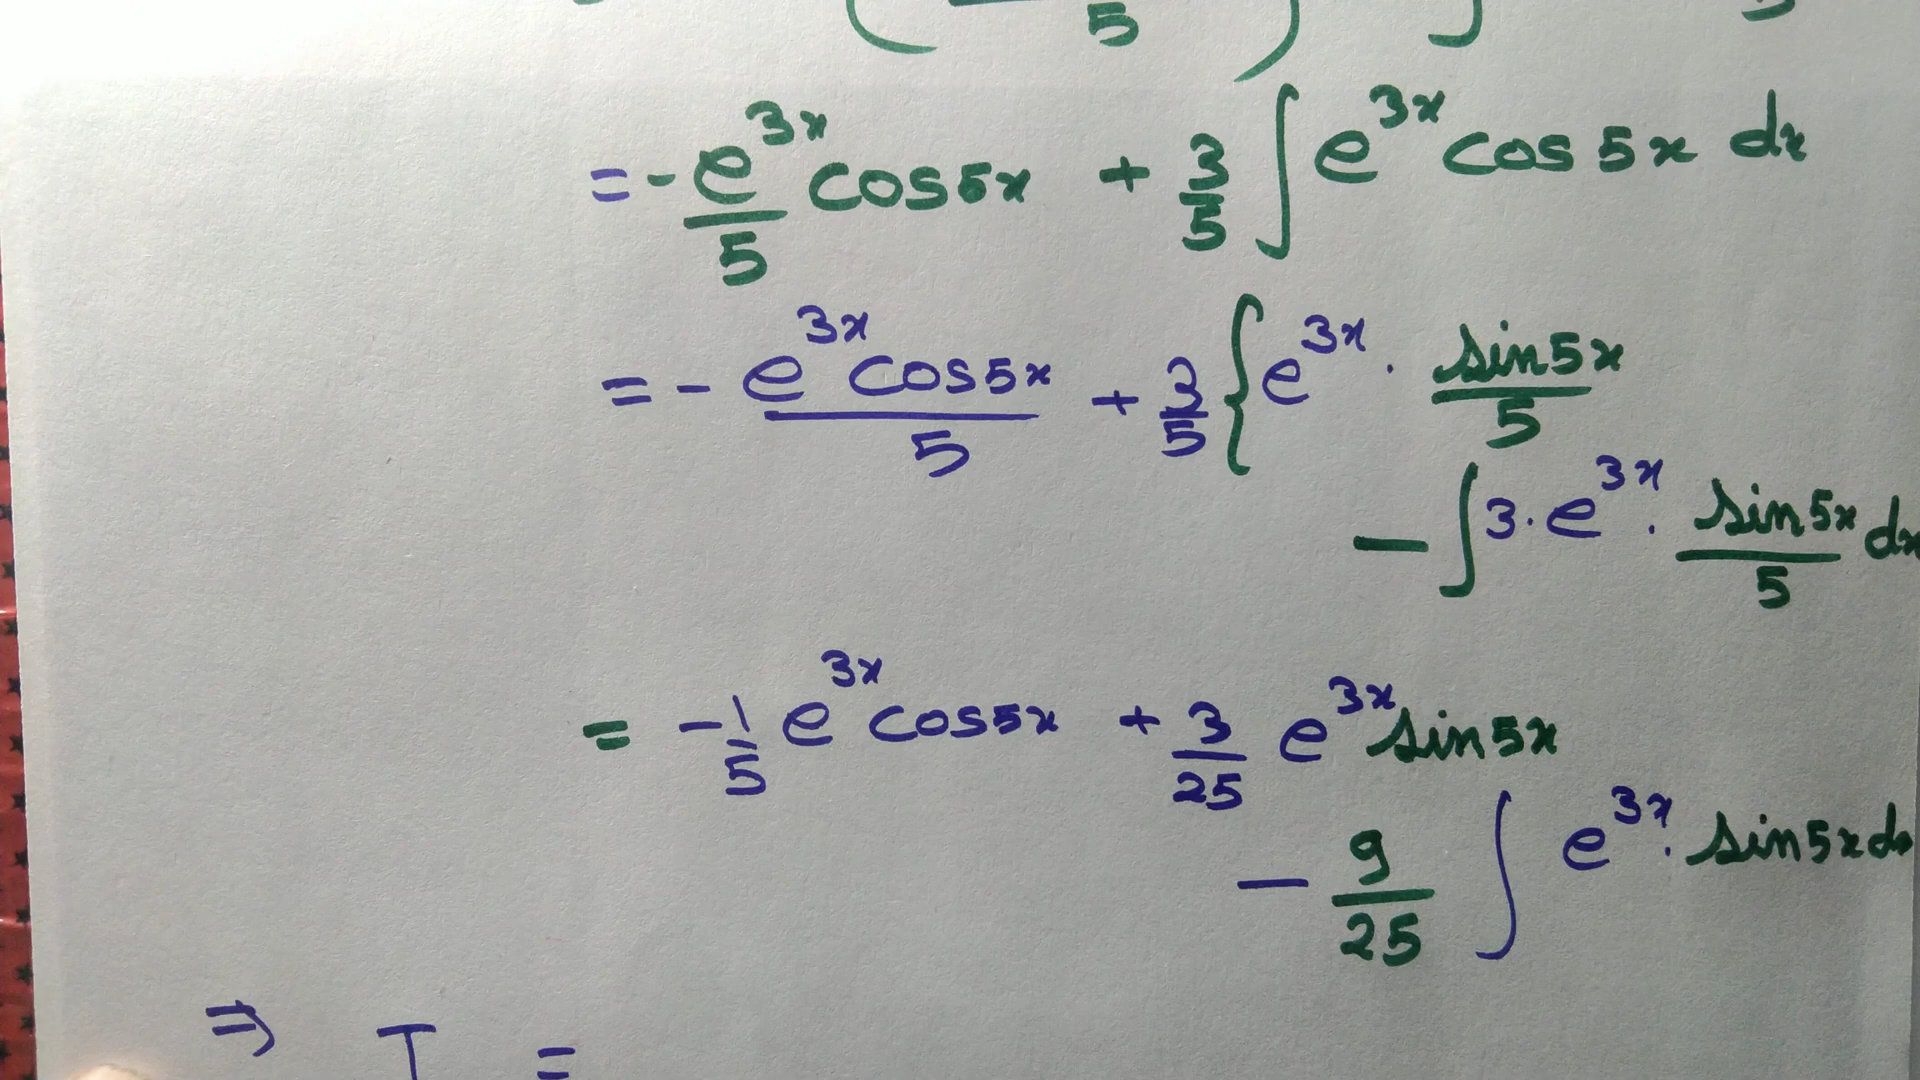 5
= - e^{3x}/5 cos5x + 3/5 ∫ e^{3x} cos 5x dx
= - e^{3x} cos5x / 5 + 3/5 { e^{3x} · sin5x / 5
- ∫ 3 · e^{3x} · sin5x / 5 dx
= - 1/5 e^{3x} cos5x + 3/25 e^{3x} sin5x
- 9/25 ∫ e^{3x} · sin5x dx
⇒ I =